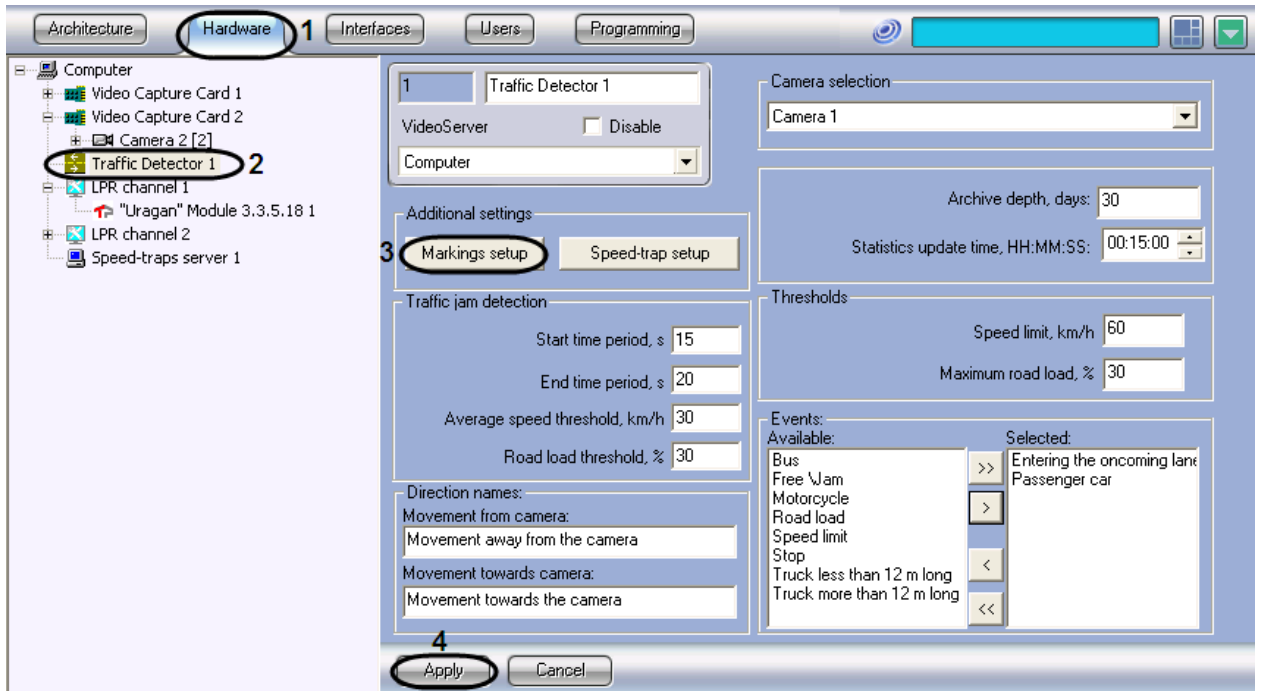 Architecture
Hardware
1
Interfaces
Users
Programming
Computer
Video Capture Card 1
Video Capture Card 2
Camera 2 [2]
Traffic Detector 1
2
LPR channel 1
"Uragan" Module 3.3.5.18 1
LPR channel 2
Speed-traps server 1
1
Traffic Detector 1
VideoServer
Disable
Computer
Camera selection
Camera 1
Additional settings
3
Markings setup
Speed-trap setup
Archive depth, days: 30
Statistics update time, HH:MM:SS: 00:15:00
Traffic jam detection
Start time period, s 15
End time period, s 20
Average speed threshold, km/h 30
Road load threshold, % 30
Thresholds
Speed limit, km/h 60
Maximum road load, % 30
Direction names:
Movement from camera:
Movement away from the camera
Movement towards camera:
Movement towards the camera
Events:
Available:
Bus
Free \Jam
Motorcycle
Road load
Speed limit
Stop
Truck less than 12 m long
Truck more than 12 m long
>>
>
<
<<
Selected:
Entering the oncoming lane
Passenger car
4
Apply
Cancel